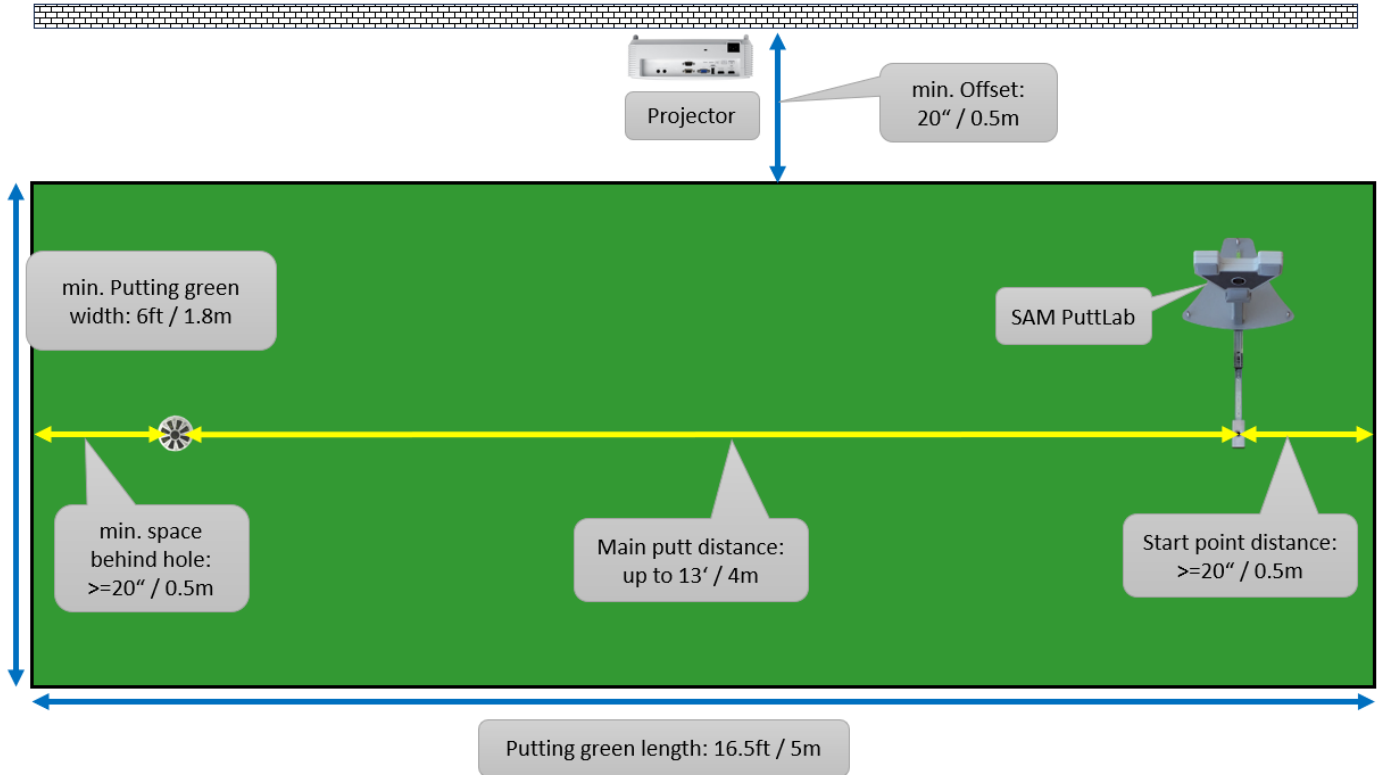 min. Offset:
20“ / 0.5m
Projector
min. Putting green
width: 6ft / 1.8m
SAM PuttLab
min. space
behind hole:
>=20“ / 0.5m
Main putt distance:
up to 13‘ / 4m
Start point distance:
>=20“ / 0.5m
Putting green length: 16.5ft / 5m